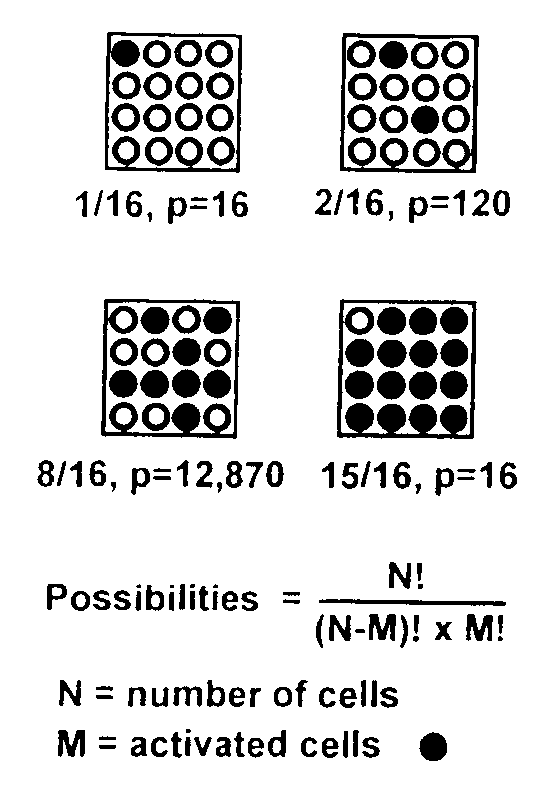 1/16, p=16
2/16, p=120
8/16, p=12,870
15/16, p=16
Possibilities = N!
(N-M)! x M!
N = number of cells
M = activated cells